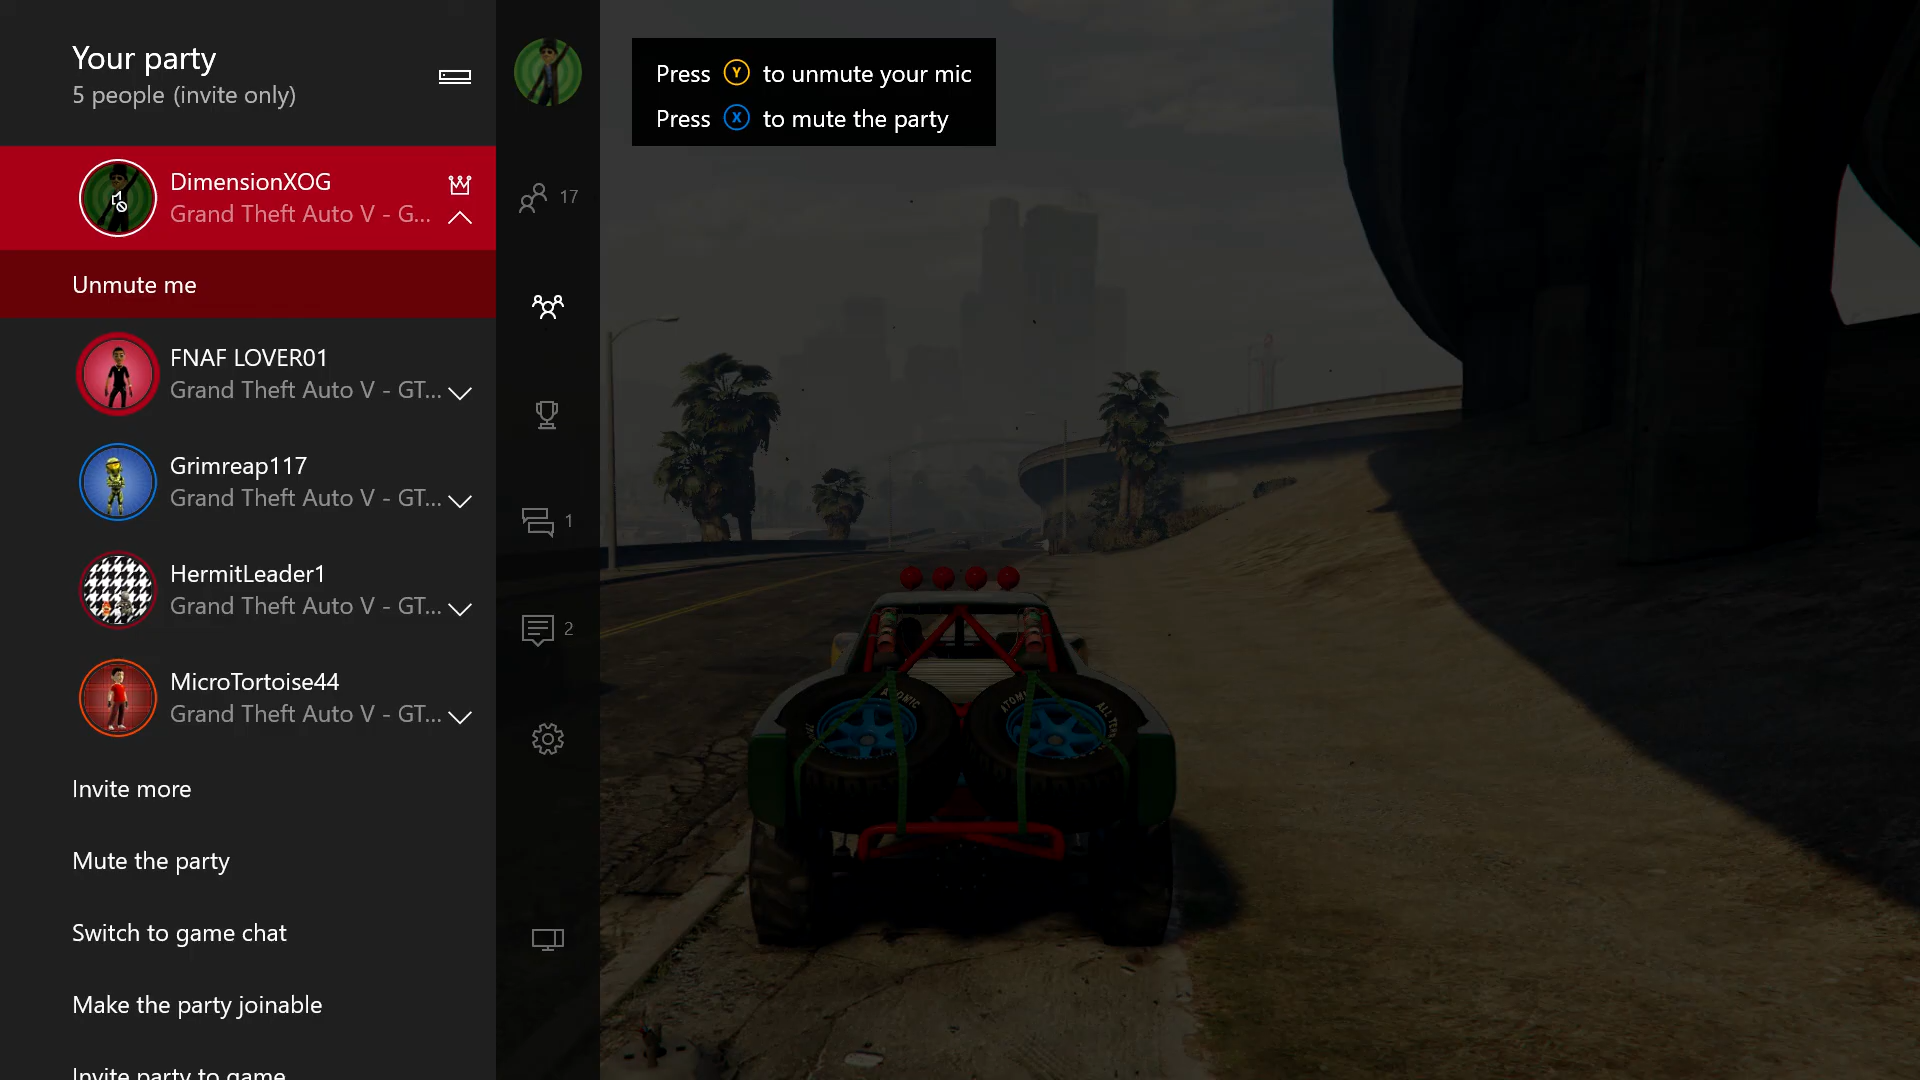 Your party
5 people (invite only)
DimensionXOG
Grand Theft Auto V - G...
Unmute me
FNAF LOVER01
Grand Theft Auto V - GT...
Grimreap117
Grand Theft Auto V - GT...
HermitLeader1
Grand Theft Auto V - GT...
MicroTortoise44
Grand Theft Auto V - GT...
Invite more
Mute the party
Switch to game chat
Make the party joinable
Invite party to game
17
1
2
Press Y to unmute your mic
Press X to mute the party
ATOMIC
ATOMIC
ALL